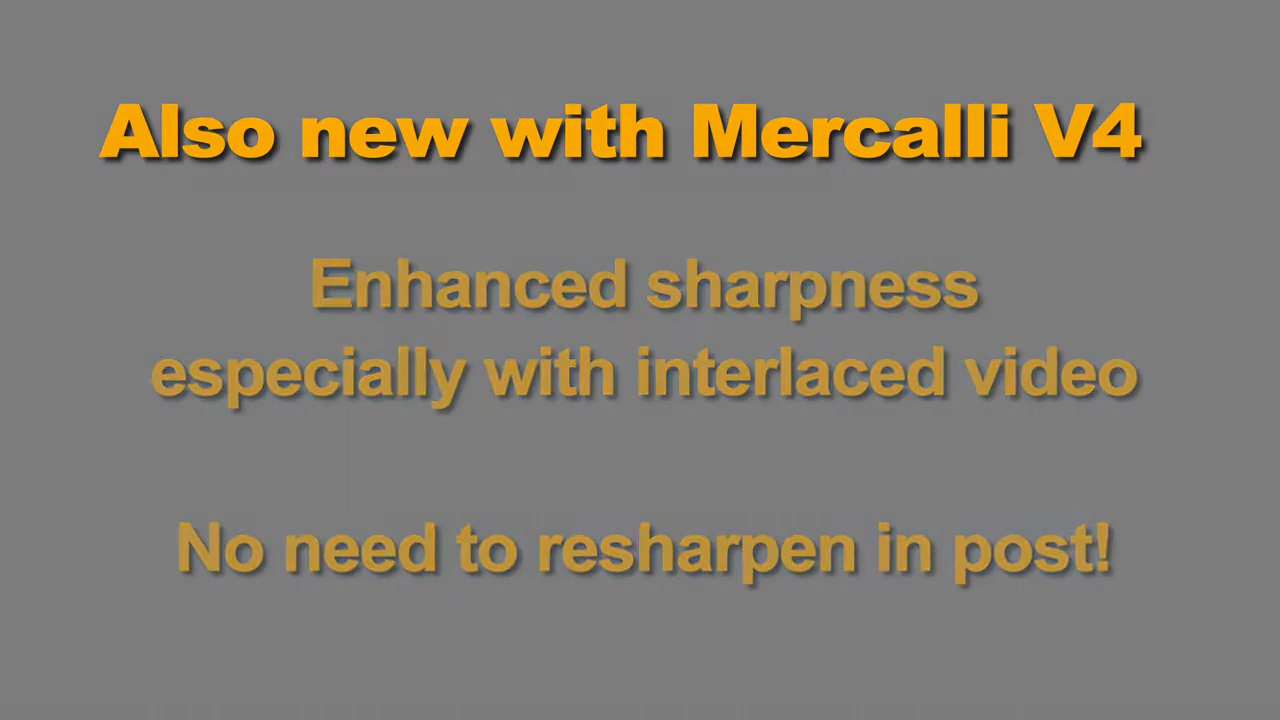 Also new with Mercalli V4
Enhanced sharpness
especially with interlaced video
No need to resharpen in post!